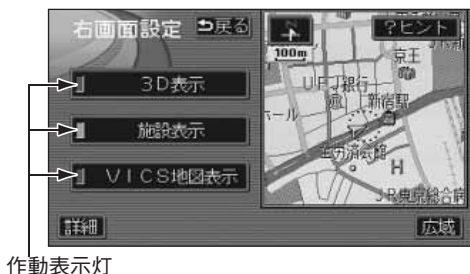 右画面設定
戻る
?ヒント
100m
京王
UFJ銀行
新宿駅
ール
3D表示
施設表示
VICS地図表示
H
JR東京総合病
詳細
広域
作動表示灯